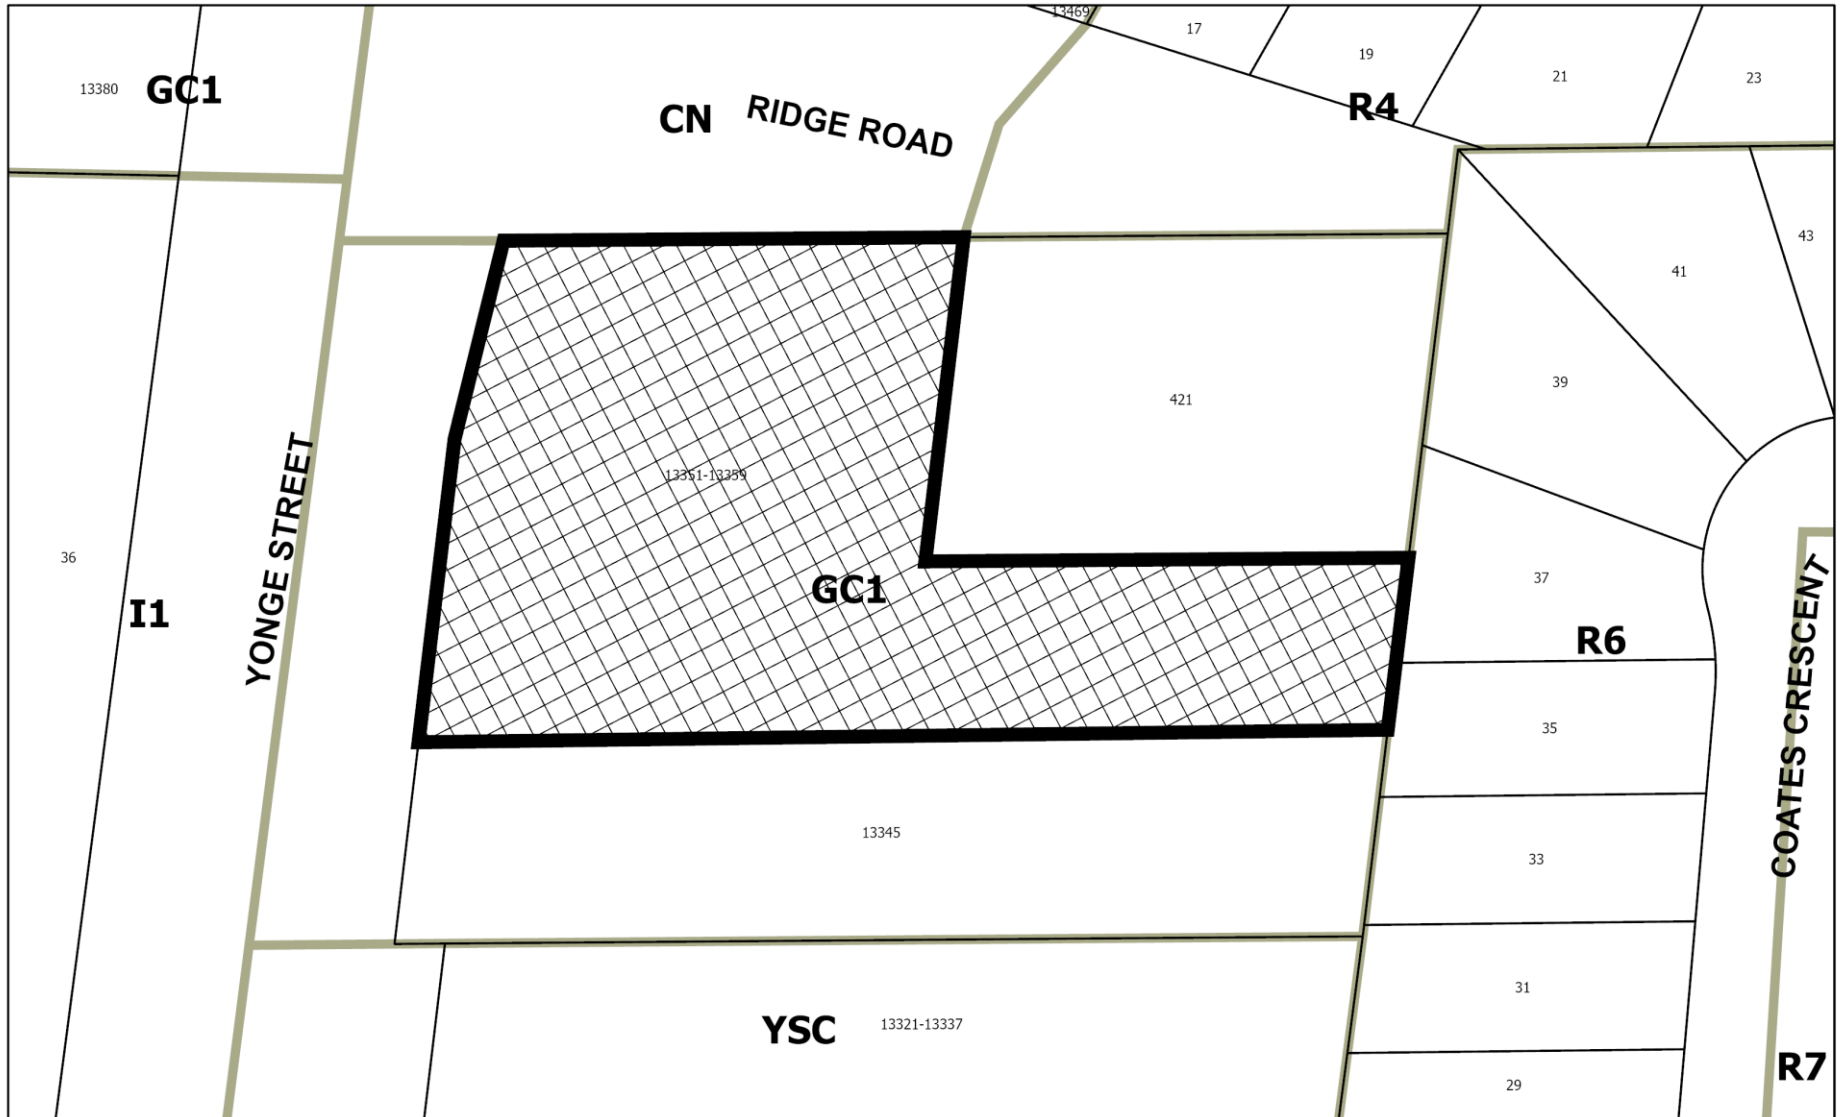 13469
17
19
21
23
13380
GC1
CN
RIDGE ROAD
R4
43
41
39
421
13351-13359
36
I1
YONGE STREET
GC1
37
R6
COATES CRESCENT
35
13345
33
31
YSC
13321-13337
R7
29